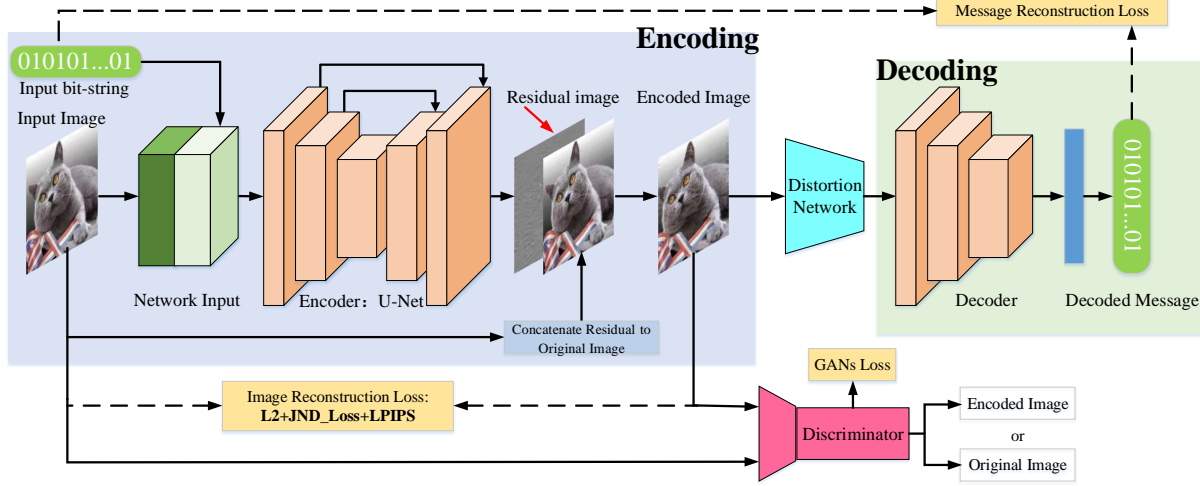 Message Reconstruction Loss
Encoding
010101...01
Input bit-string
Decoding
Input Image
Residual image
Encoded Image
Distortion
Network
010101...01
Network Input
Encoder：U-Net
Decoder
Decoded Message
Concatenate Residual to
Original Image
GANs Loss
Image Reconstruction Loss:
L2+JND_Loss+LPIPS
Discriminator
Encoded Image
or
Original Image